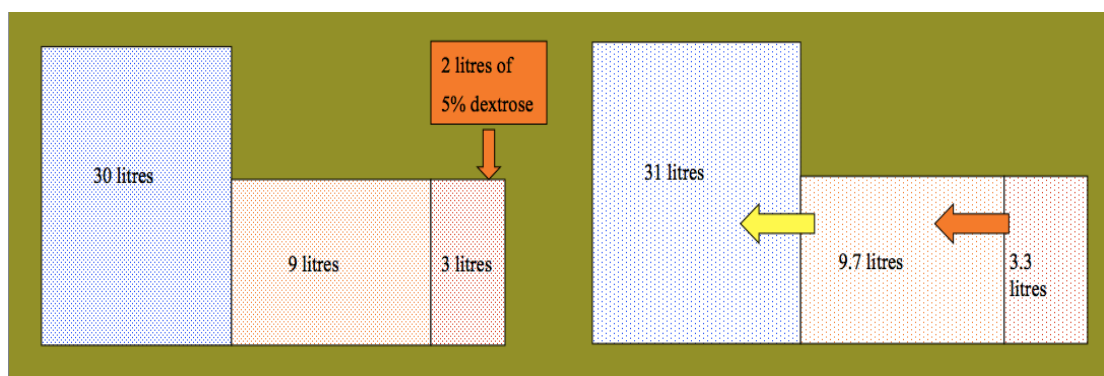 2 litres of
5% dextrose
30 litres
9 litres
3 litres
31 litres
9.7 litres
3.3
litres